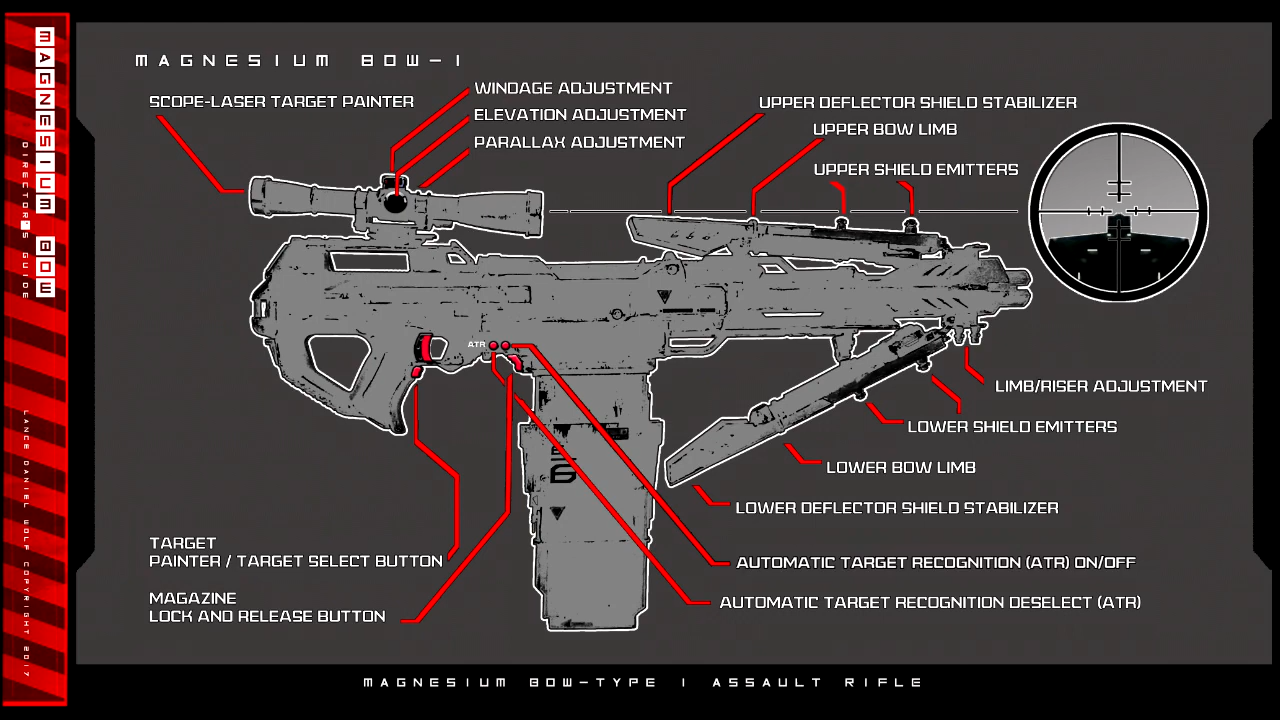 MAGNESIUM BOW
DIRECTOR'S GUIDE
LANCE DANIEL WOLF COPYRIGHT 2017
MAGNESIUM BOW-I
SCOPE-LASER TARGET PAINTER
WINDAGE ADJUSTMENT
ELEVATION ADJUSTMENT
PARALLAX ADJUSTMENT
UPPER DEFLECTOR SHIELD STABILIZER
UPPER BOW LIMB
UPPER SHIELD EMITTERS
ATR
LIMB/RISER ADJUSTMENT
LOWER SHIELD EMITTERS
LOWER BOW LIMB
LOWER DEFLECTOR SHIELD STABILIZER
TARGET
PAINTER / TARGET SELECT BUTTON
AUTOMATIC TARGET RECOGNITION (ATR) ON/OFF
MAGAZINE
LOCK AND RELEASE BUTTON
AUTOMATIC TARGET RECOGNITION DESELECT (ATR)
MAGNESIUM BOW-TYPE I ASSAULT RIFLE